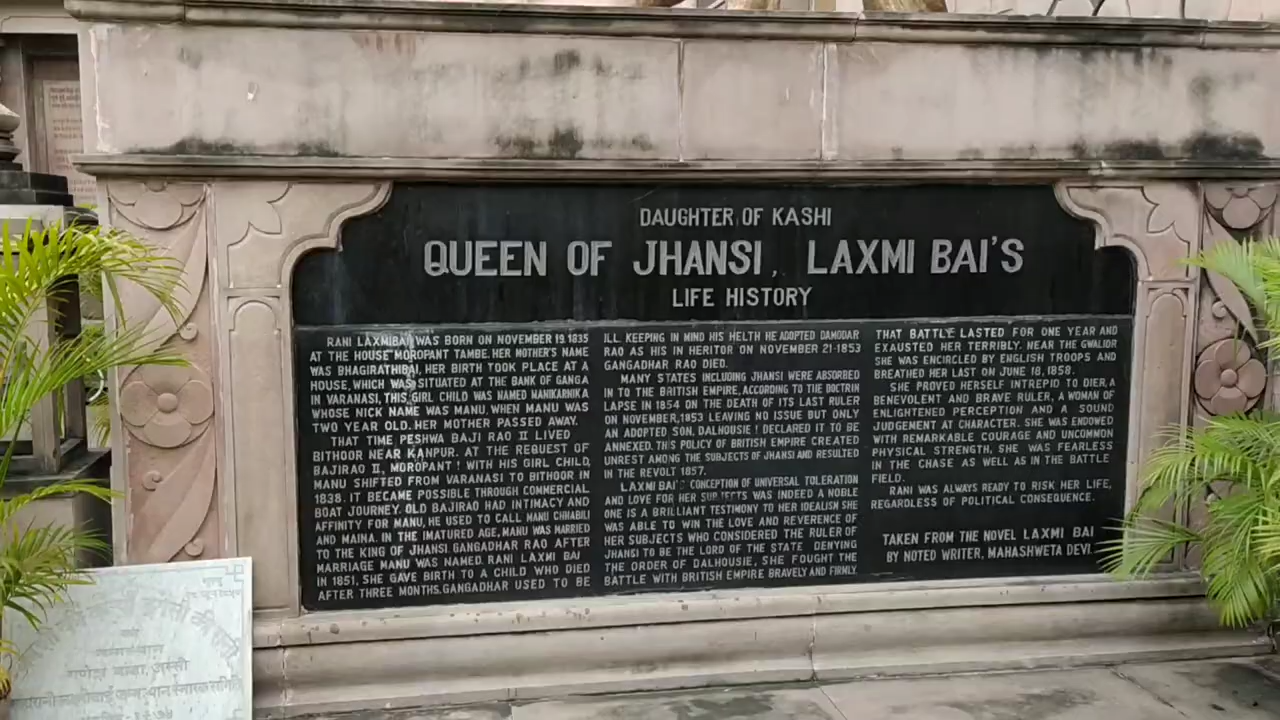 DAUGHTER OF KASHI
QUEEN OF JHANSI, LAXMI BAI'S
LIFE HISTORY
RANI LAXMIBAI WAS BORN ON NOVEMBER 19, 1835
AT THE HOUSE MOROPANT TAMBE. HER MOTHER'S NAME
WAS BHAGIRATHIBAI, HER BIRTH TOOK PLACE AT A
HOUSE, WHICH WAS SITUATED AT THE BANK OF GANGA
IN VARANASI, THIS GIRL CHILD WAS NAMED MANIKARNIKA
WHOSE NICK NAME WAS MANU. WHEN MANU WAS
TWO YEAR OLD. HER MOTHER PASSED AWAY.
THAT TIME PESHWA BAJI RAO II LIVED
BITHOOR NEAR KANPUR. AT THE REBUEST OF
BAJIRAO II, MOROPANT ! WITH HIS GIRL CHILD,
MANU SHIFTED FROM VARANASI TO BITHOOR IN
1838. IT BECAME POSSIBLE THROUGH COMMERCIAL
BOAT JOURNEY. OLD BAJIRAO HAD INTIMACY AND
AFFINITY FOR MANU, HE USED TO CALL MANU CHHABILI
AND MAINA. IN THE IMATURED AGE, MANU WAS MARRIED
TO THE KING OF JHANSI GANGADHAR RAO AFTER
MARRIAGE MANU WAS NAMED. RANI LAXMI BAI
IN 1851, SHE GAVE BIRTH TO A CHILD WHO DIED
AFTER THREE MONTHS. GANGADHAR USED TO BE
ILL. KEEPING IN MIND HIS HELTH HE ADOPTED DAMODAR
RAO AS HIS IN HERITOR ON NOVEMBER 21-1853
GANGADHAR RAO DIED.
MANY STATES INCLUDING JHANSI WERE ABSORBED
IN TO THE BRITISH EMPIRE, ACCORDING TO THE DOCTRIN
LAPSE IN 1854 ON THE DEATH OF ITS LAST RULER
ON NOVEMBER, 1853 LEAVING NO ISSUE BUT ONLY
AN ADOPTED SON, DALHOUSIE ! DECLARED IT TO BE
ANNEXED. THIS POLICY OF BRITISH EMPIRE CREATED
UNREST AMONG THE SUBJECTS OF JHANSI AND RESULTED
IN THE REVOLT 1857.
LAXMI BAI'S CONCEPTION OF UNIVERSAL TOLERATION
AND LOVE FOR HER SUBJECTS WAS INDEED A NOBLE
ONE IS A BRILLIANT TESTIMONY TO HER IDEALISM SHE
WAS ABLE TO WIN THE LOVE AND REVERENCE OF
HER SUBJECTS WHO CONSIDERED THE RULER OF
JHANSI TO BE THE LORD OF THE STATE DENYING
THE ORDER OF DALHOUSIE, SHE FOUGHT THE
BATTLE WITH BRITISH EMPIRE BRAVELY AND FIRMLY.
THAT BATTLE LASTED FOR ONE YEAR AND
EXAUSTED HER TERRIBLY. NEAR THE GWALIOR
SHE WAS ENCIRCLED BY ENGLISH TROOPS AND
BREATHED HER LAST ON JUNE 18, 1858.
SHE PROVED HERSELF INTREPID TO DIER, A
BENEVOLENT AND BRAVE RULER, A WOMAN OF
ENLIGHTENED PERCEPTION AND A SOUND
JUDGEMENT AT CHARACTER. SHE WAS ENDOWED
WITH REMARKABLE COURAGE AND UNCOMMON
PHYSICAL STRENGTH, SHE WAS FEARLESS
IN THE CHASE AS WELL AS IN THE BATTLE
FIELD.
RANI WAS ALWAYS READY TO RISK HER LIFE,
REGARDLESS OF POLITICAL CONSEQUENCE.
TAKEN FROM THE NOVEL LAXMI BAI
BY NOTED WRITER, MAHASHWETA DEVI.